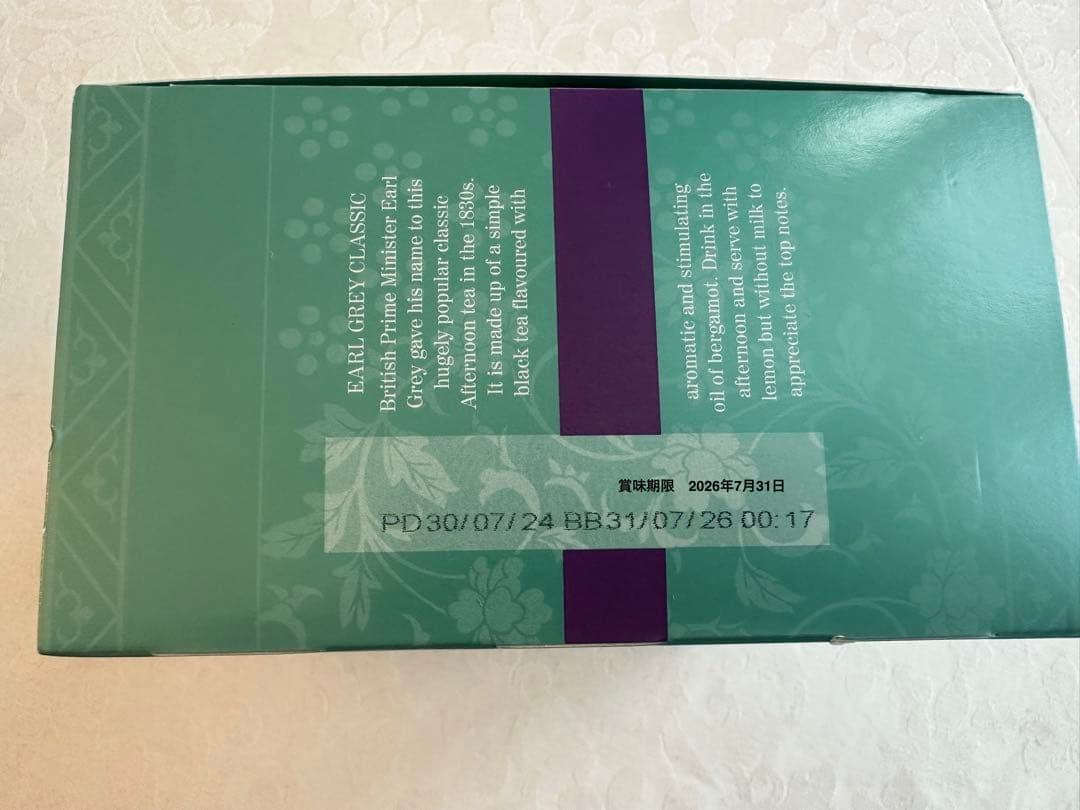 EARL GREY CLASSIC
British Prime Minister Earl
Grey gave his name to this
hugely popular classic
Afternoon tea in the 1830s.
It is made up of a simple
black tea flavoured with
aromatic and stimulating
oil of bergamot. Drink in the
afternoon and serve with
lemon but without milk to
appreciate the top notes.
賞味期限 2026年7月31日
PD30/07/24 BB31/07/26 00:17